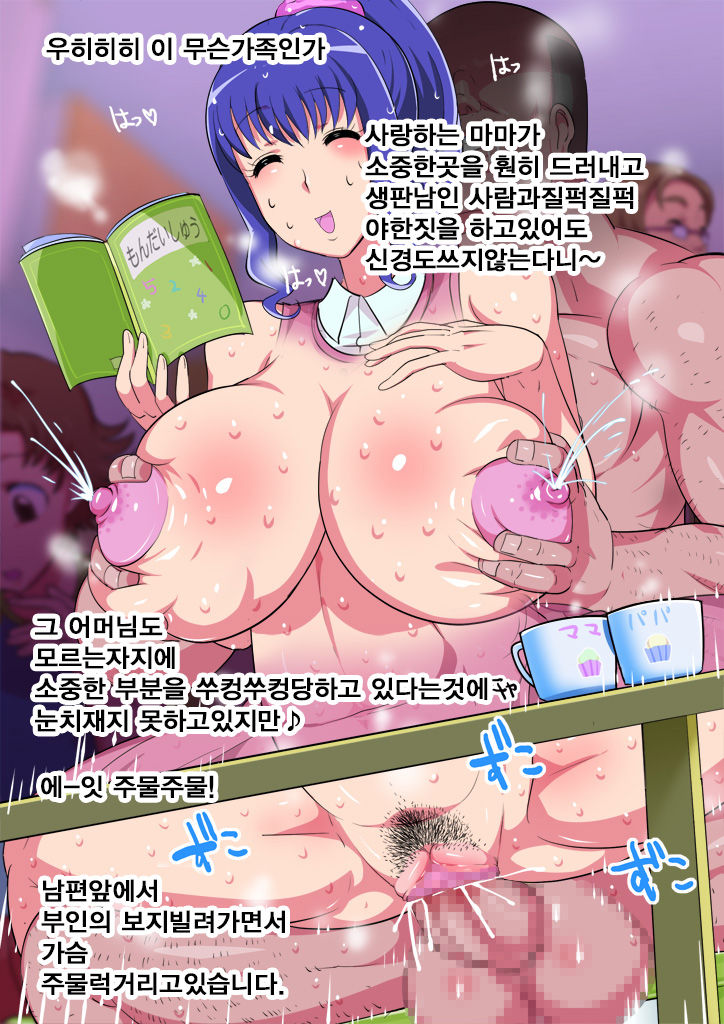 우히히히 이 무슨가족인가
はっ
はっ♡
사랑하는 마마가
소중한곳을 훤히 드러내고
생판남인 사람과질퍽질퍽
야한짓을 하고있어도
신경도쓰지않는다니~
もんだいしゅう
5 2 4
3 0
はっ♡
그 어머님도
모르는자지에
소중한 부분을 쑤컹쑤컹당하고 있다는것에
눈치재지 못하고있지만♪
ママ
パパ
에-잇 주물주물!
ずこ
ずこ
ずこ
남편앞에서
부인의 보지빌려가면서
가슴
주물럭거리고있습니다.